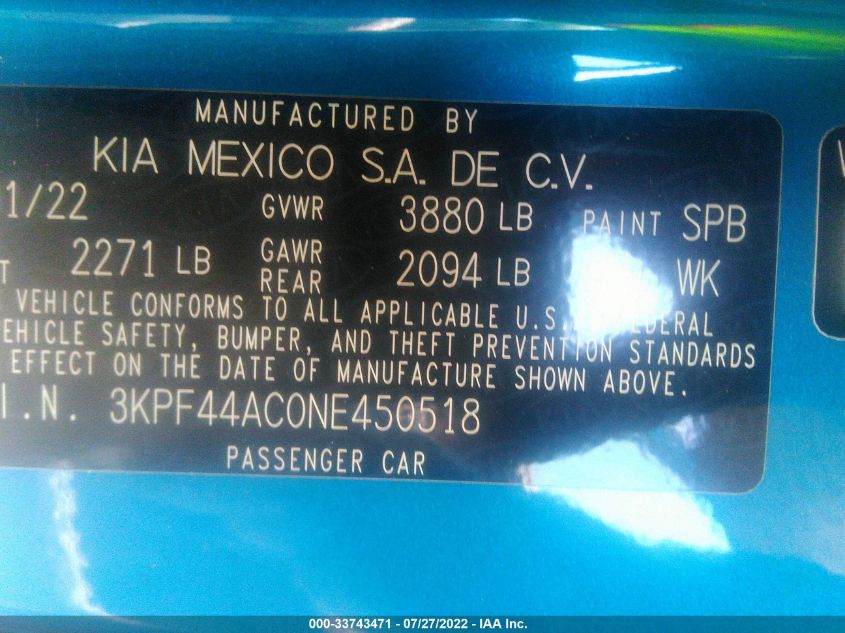 MANUFACTURED BY
KIA MEXICO S.A. DE C.V.
1/22 GVWR 3880 LB PAINT SPB
T 2271 LB GAWR REAR 2094 LB WK
VEHICLE CONFORMS TO ALL APPLICABLE U.S. FEDERAL
EHICLE SAFETY, BUMPER, AND THEFT PREVENTION STANDARDS
EFFECT ON THE DATE OF MANUFACTURE SHOWN ABOVE.
I.N. 3KPF44AC0NE450518
PASSENGER CAR
000-33743471 - 07/27/2022 - IAA Inc.